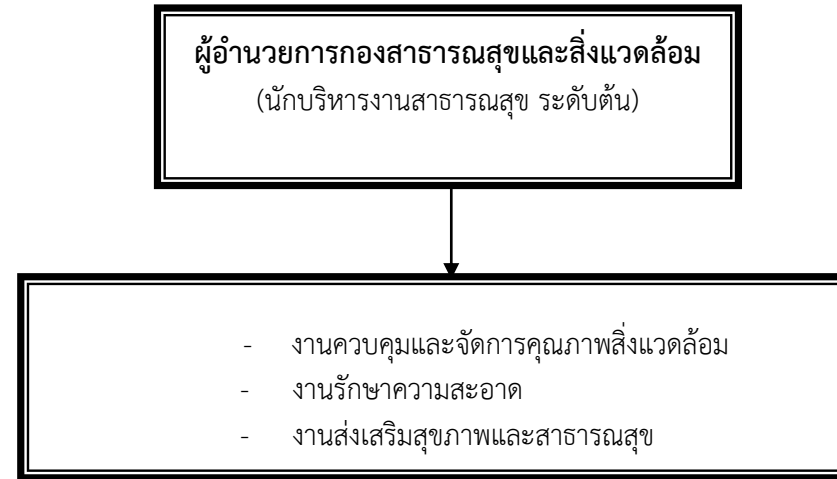 ผู้อำนวยการกองสาธารณสุขและสิ่งแวดล้อม
(นักบริหารงานสาธารณสุข ระดับต้น)
- งานควบคุมและจัดการคุณภาพสิ่งแวดล้อม
- งานรักษาความสะอาด
- งานส่งเสริมสุขภาพและสาธารณสุข